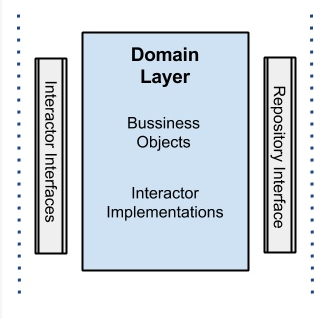 Interactor Interfaces
Domain
Layer
Bussiness
Objects
Interactor
Implementations
Repository Interface